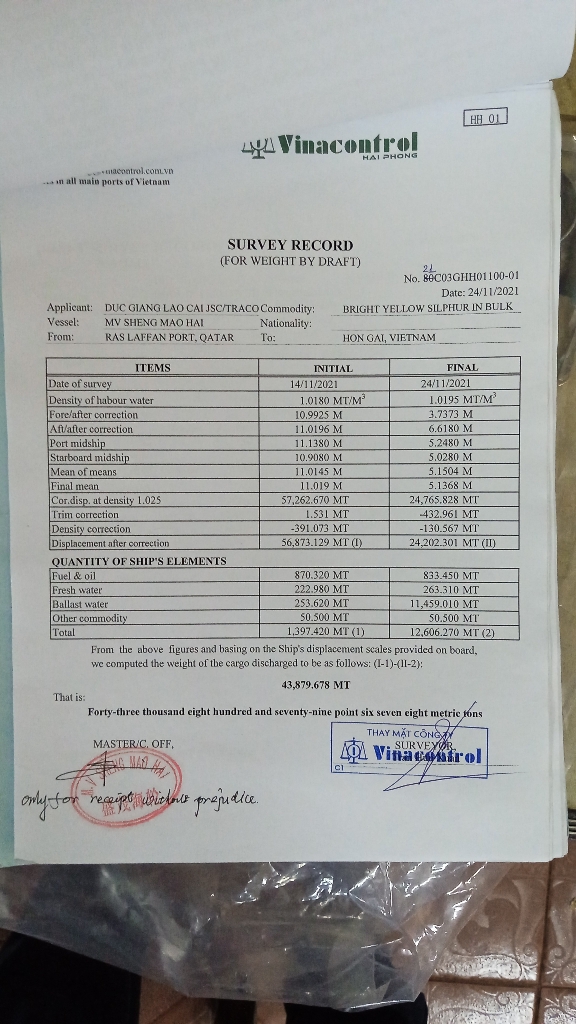 HH 01
Vinacontrol
HAI PHONG
macontrol.com.vn
in all main ports of Vietnam
SURVEY RECORD
(FOR WEIGHT BY DRAFT)
21
No. 80C03GHH01100-01
Date: 24/11/2021
Applicant: DUC GIANG LAO CAI JSC/TRACO Commodity: BRIGHT YELLOW SILPHUR IN BULK
Vessel: MV SHENG MAO HAI Nationality:
From: RAS LAFFAN PORT, QATAR To: HON GAI, VIETNAM
ITEMS INITIAL FINAL
Date of survey 14/11/2021 24/11/2021
Density of habour water 1.0180 MT/M³ 1.0195 MT/M³
Fore/after correction 10.9925 M 3.7373 M
Aft/after correction 11.0196 M 6.6180 M
Port midship 11.1380 M 5.2480 M
Starboard midship 10.9080 M 5.0280 M
Mean of means 11.0145 M 5.1504 M
Final mean 11.019 M 5.1368 M
Cor.disp. at density 1.025 57,262.670 MT 24,765.828 MT
Trim correction 1.531 MT -432.961 MT
Density correction -391.073 MT -130.567 MT
Displacement after correction 56,873.129 MT (I) 24,202.301 MT (II)
QUANTITY OF SHIP'S ELEMENTS
Fuel & oil 870.320 MT 833.450 MT
Fresh water 222.980 MT 263.310 MT
Ballast water 253.620 MT 11,459.010 MT
Other commodity 50.500 MT 50.500 MT
Total 1,397.420 MT (1) 12,606.270 MT (2)
From the above figures and basing on the Ship's displacement scales provided on board,
we computed the weight of the cargo discharged to be as follows: (I-1)-(II-2):
43,879.678 MT
That is:
Forty-three thousand eight hundred and seventy-nine point six seven eight metric tons
MASTER/C. OFF,
THAY MẶT CÔNG TY
SURVEYOR,
Vinacontrol
C1
M.V SHENG MAO HAI
only for receipt without prejudice.